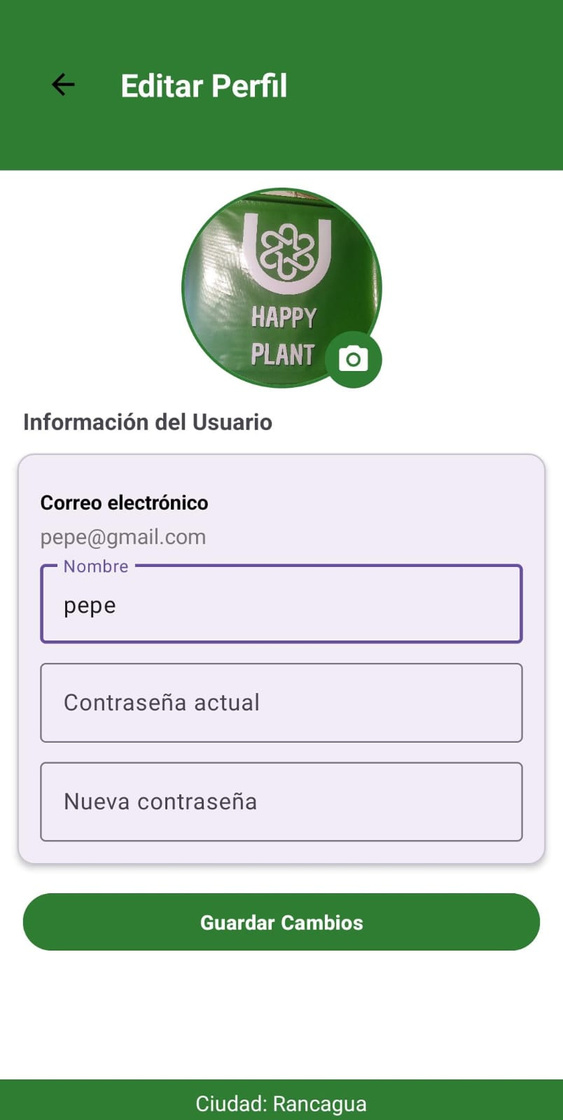 Editar Perfil
HAPPY
PLANT
Información del Usuario
Correo electrónico
pepe@gmail.com
Nombre
pepe
Contraseña actual
Nueva contraseña
Guardar Cambios
Ciudad: Rancagua